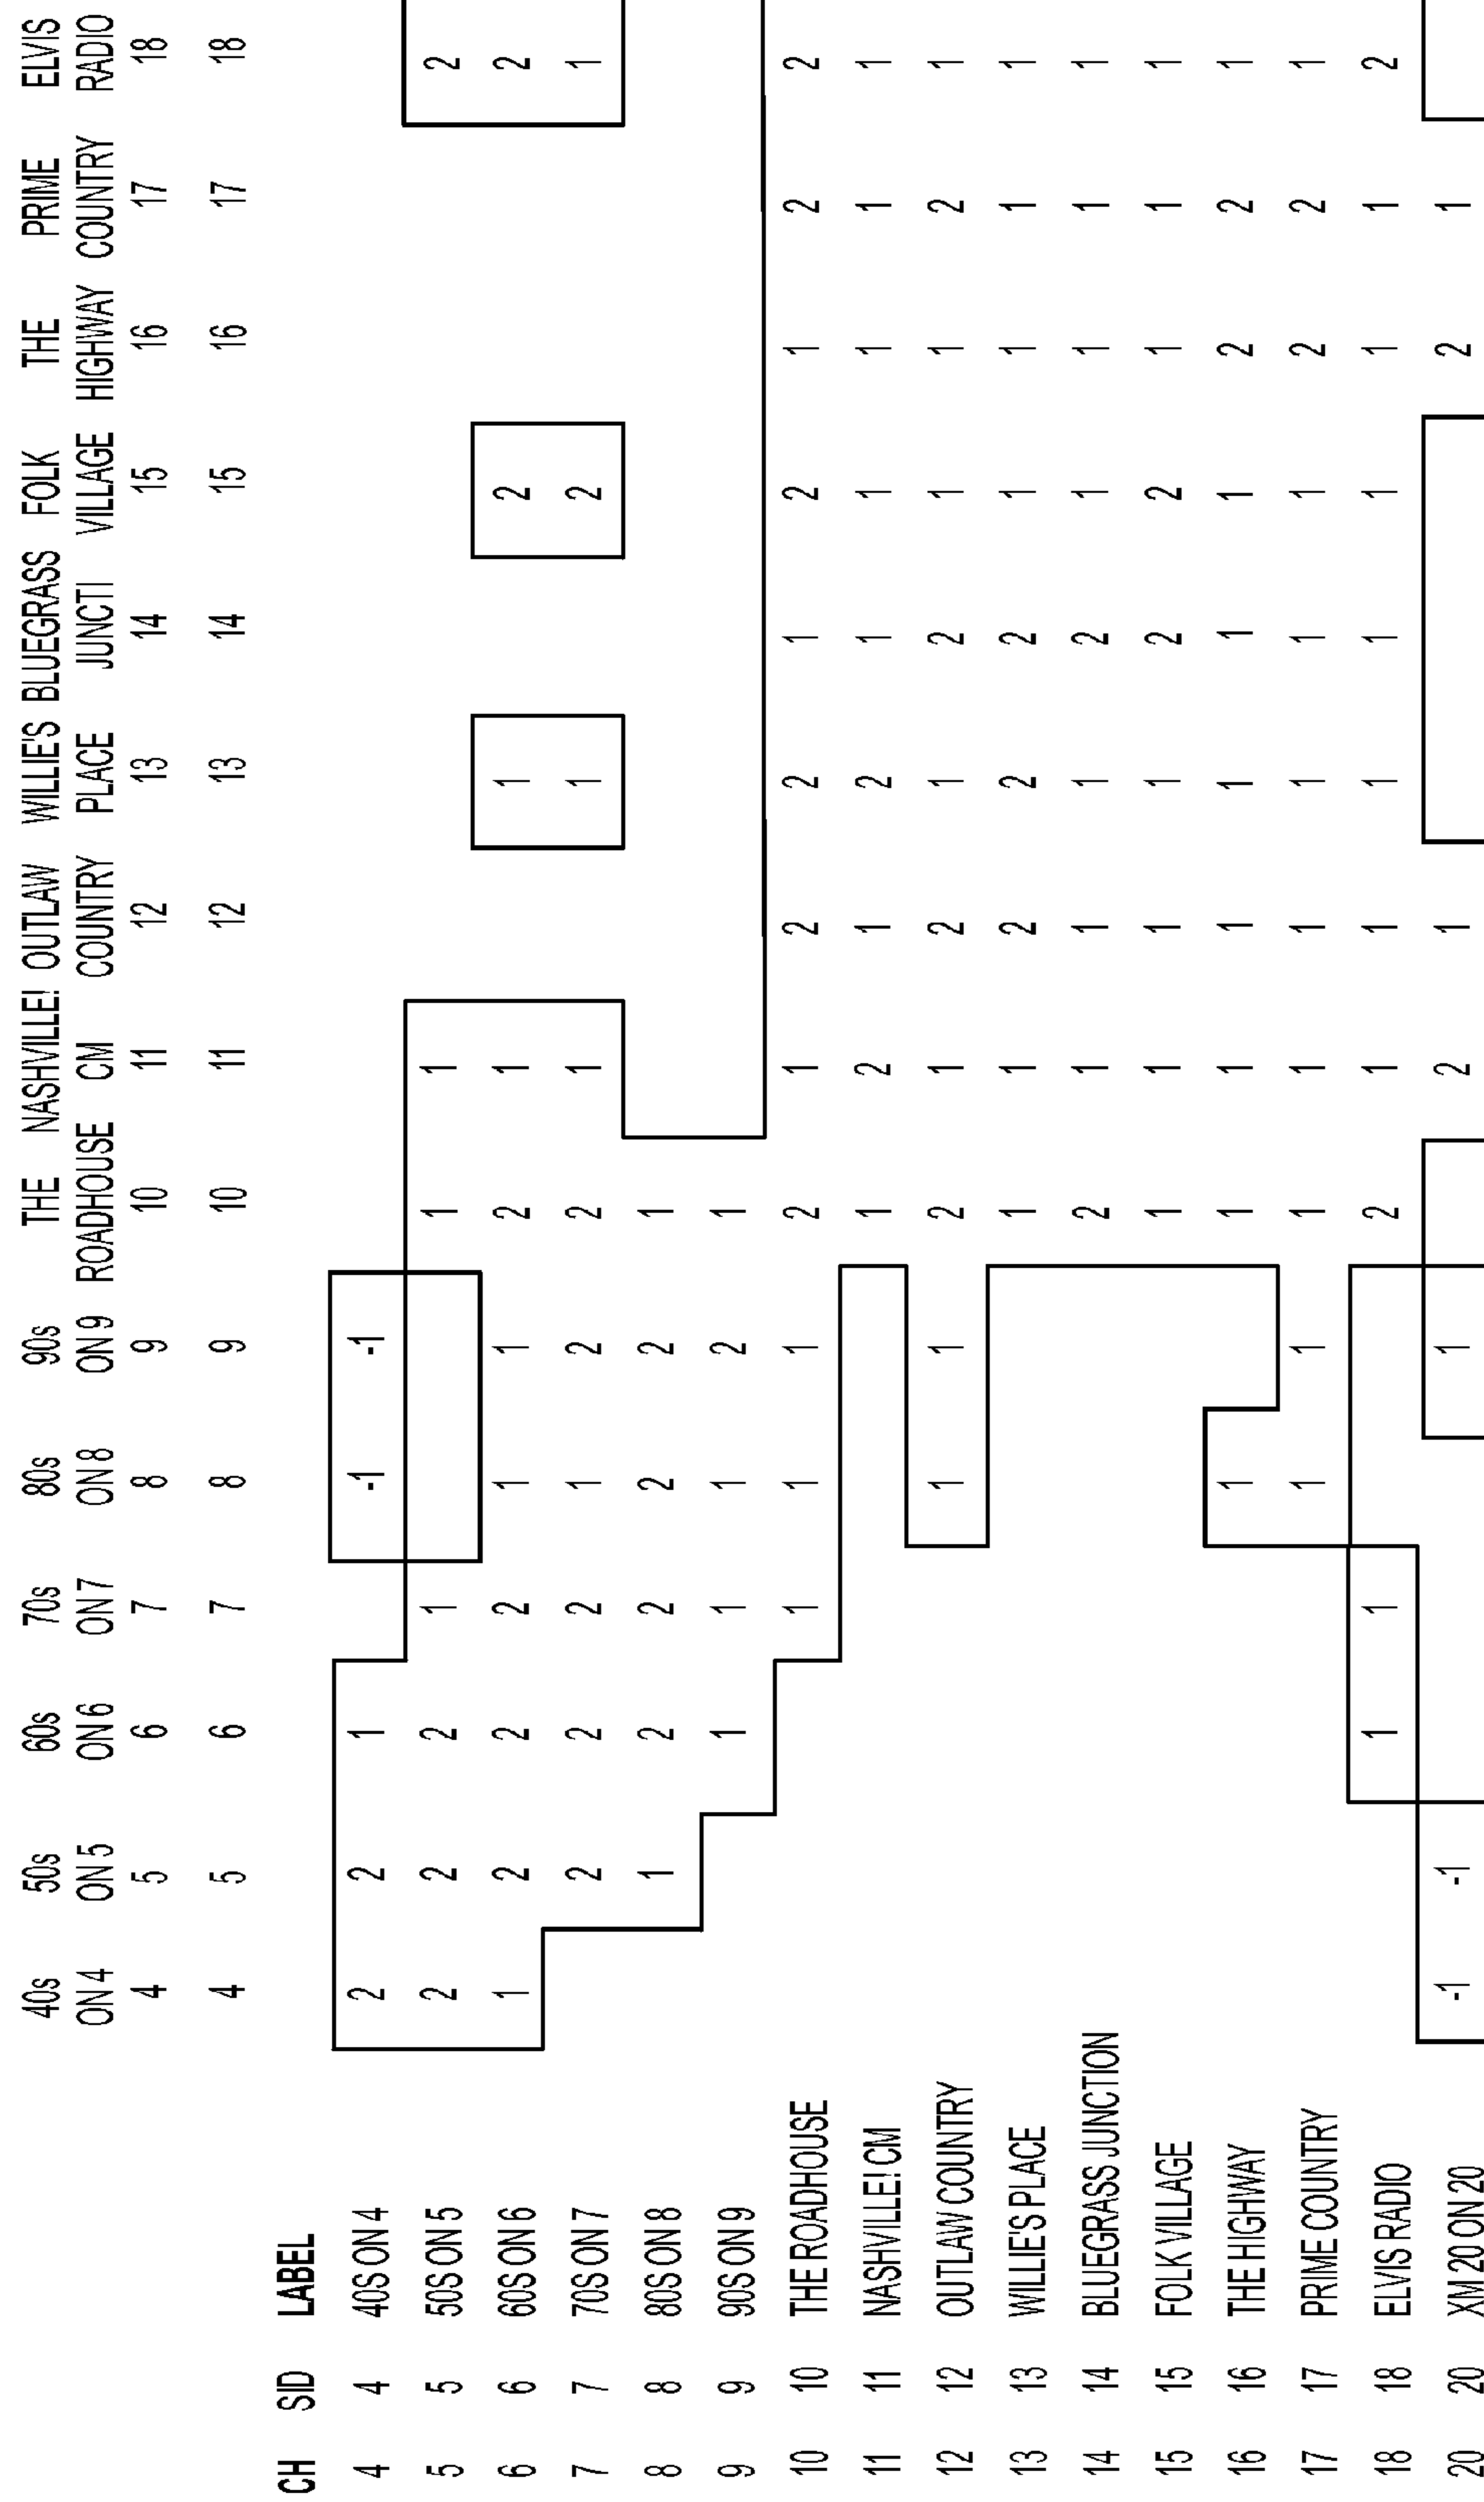 40s 50s 60s 70s 80s 90s THE NASHVILLE! OUTLAW WILLIE'S BLUEGRASS FOLK THE PRIME ELVIS
ON 4 ON 5 ON 6 ON 7 ON 8 ON 9 ROADHOUSE CM COUNTRY PLACE JUNCTI VILLAGE HIGHWAY COUNTRY RADIO
4 5 6 7 8 9 10 11 12 13 14 15 16 17 18
4 5 6 7 8 9 10 11 12 13 14 15 16 17 18
CH SID LABEL
4 4 40S ON 4 2 2 1 -1 -1
5 5 50S ON 5 2 2 2 1 1 1 2
6 6 60S ON 6 1 2 2 2 1 1 2 1 1 2 2
7 7 70S ON 7 2 2 2 1 2 2 1 1 2 1
8 8 80S ON 8 1 2 2 2 2 1
9 9 90S ON 9 1 1 1 2 1
10 10 THE ROADHOUSE 1 1 1 2 1 2 2 1 2 1 2 2
11 11 NASHVILLE! CM 1 2 1 2 1 1 1 1 1
12 12 OUTLAW COUNTRY 1 1 2 1 2 1 2 1 1 2 1
13 13 WILLIE'S PLACE 1 1 2 2 2 1 1 1 1
14 14 BLUEGRASS JUNCTION 2 1 1 1 2 1 1 1 1
15 15 FOLK VILLAGE 1 1 1 1 2 2 1 1 1
16 16 THE HIGHWAY 1 1 1 1 1 1 1 2 2 1
17 17 PRIME COUNTRY 1 1 1 1 1 1 1 1 2 2 1
18 18 ELVIS RADIO 1 1 2 1 1 1 1 1 1 1 2
20 20 XM 20 ON 20 -1 -1 1 2 1 2 1